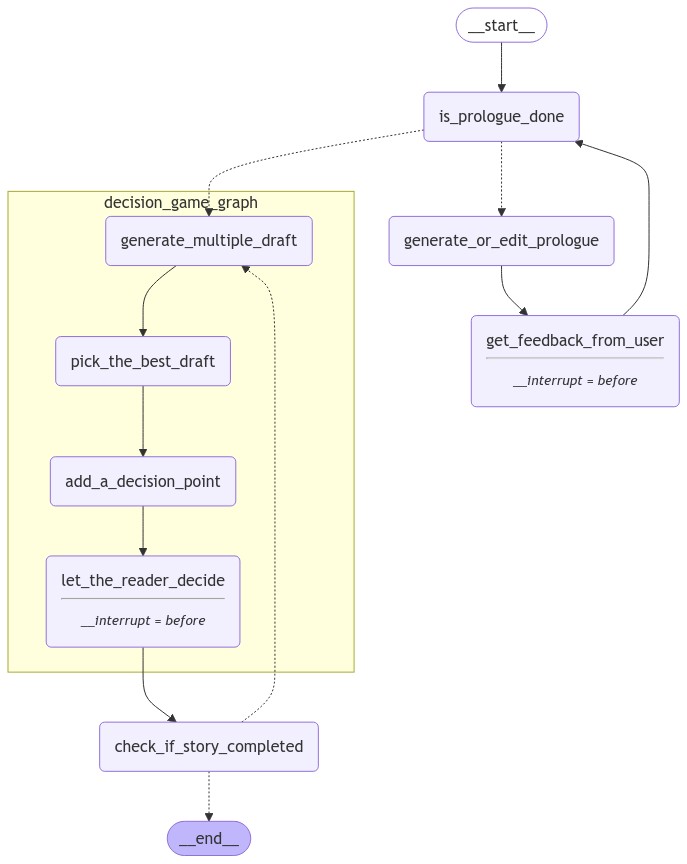 __start__
is_prologue_done
decision_game_graph
generate_multiple_draft
generate_or_edit_prologue
get_feedback_from_user
__interrupt = before
pick_the_best_draft
add_a_decision_point
let_the_reader_decide
__interrupt = before
check_if_story_completed
__end__